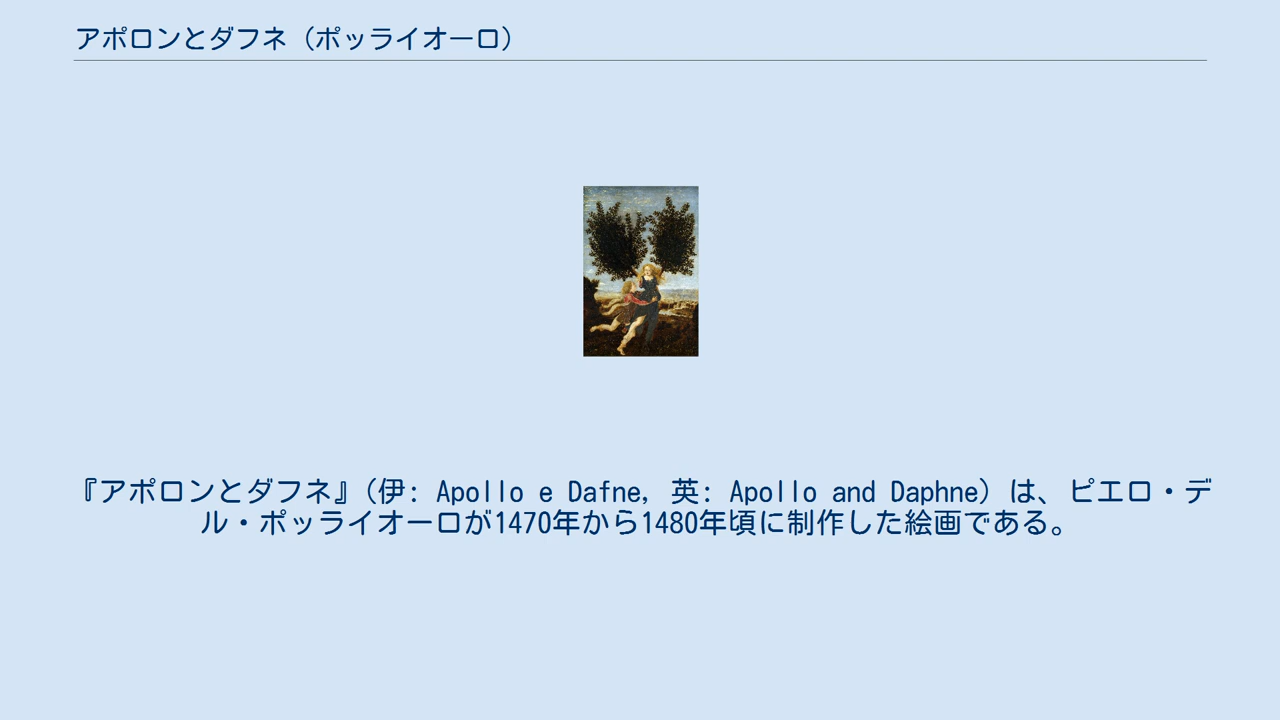 アポロンとダフネ（ポッライオーロ）
『アポロンとダフネ』（伊: Apollo e Dafne, 英: Apollo and Daphne）は、ピエロ・デ
ル・ポッライオーロが1470年から1480年頃に制作した絵画である。